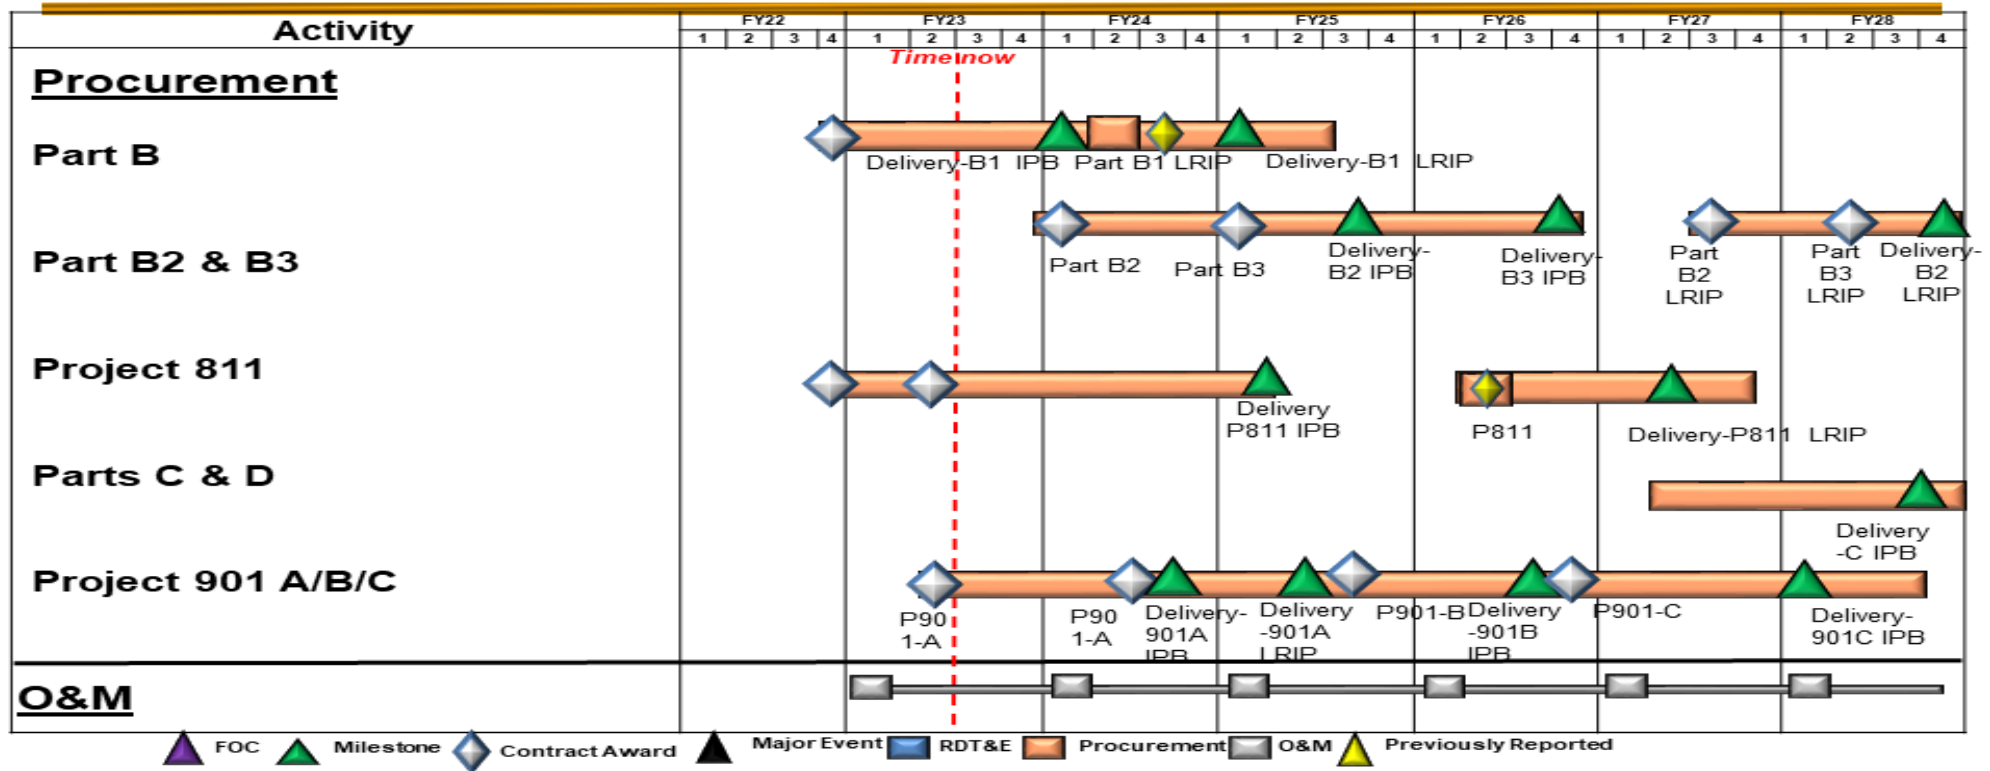 Activity
FY22 FY23 FY24 FY25 FY26 FY27 FY28
1 2 3 4 1 2 3 4 1 2 3 4 1 2 3 4 1 2 3 4 1 2 3 4 1 2 3 4
Time now
Procurement
Part B
Delivery-B1 IPB Part B1 LRIP Delivery-B1 LRIP
Part B2 & B3
Part B2
Part B3
Delivery-
B2 IPB
Delivery-
B3 IPB
Part
B2
LRIP
Part
B3
LRIP
Delivery-
B2
LRIP
Project 811
Delivery
P811 IPB
P811
Delivery-P811 LRIP
Parts C & D
Delivery
-C IPB
Project 901 A/B/C
P90
1-A
P90
1-A
Delivery-
901A
IPB
Delivery
-901A
LRIP
P901-B
Delivery
-901B
IPB
P901-C
Delivery-
901C IPB
O&M
FOC Milestone Contract Award Major Event RDT&E Procurement O&M Previously Reported